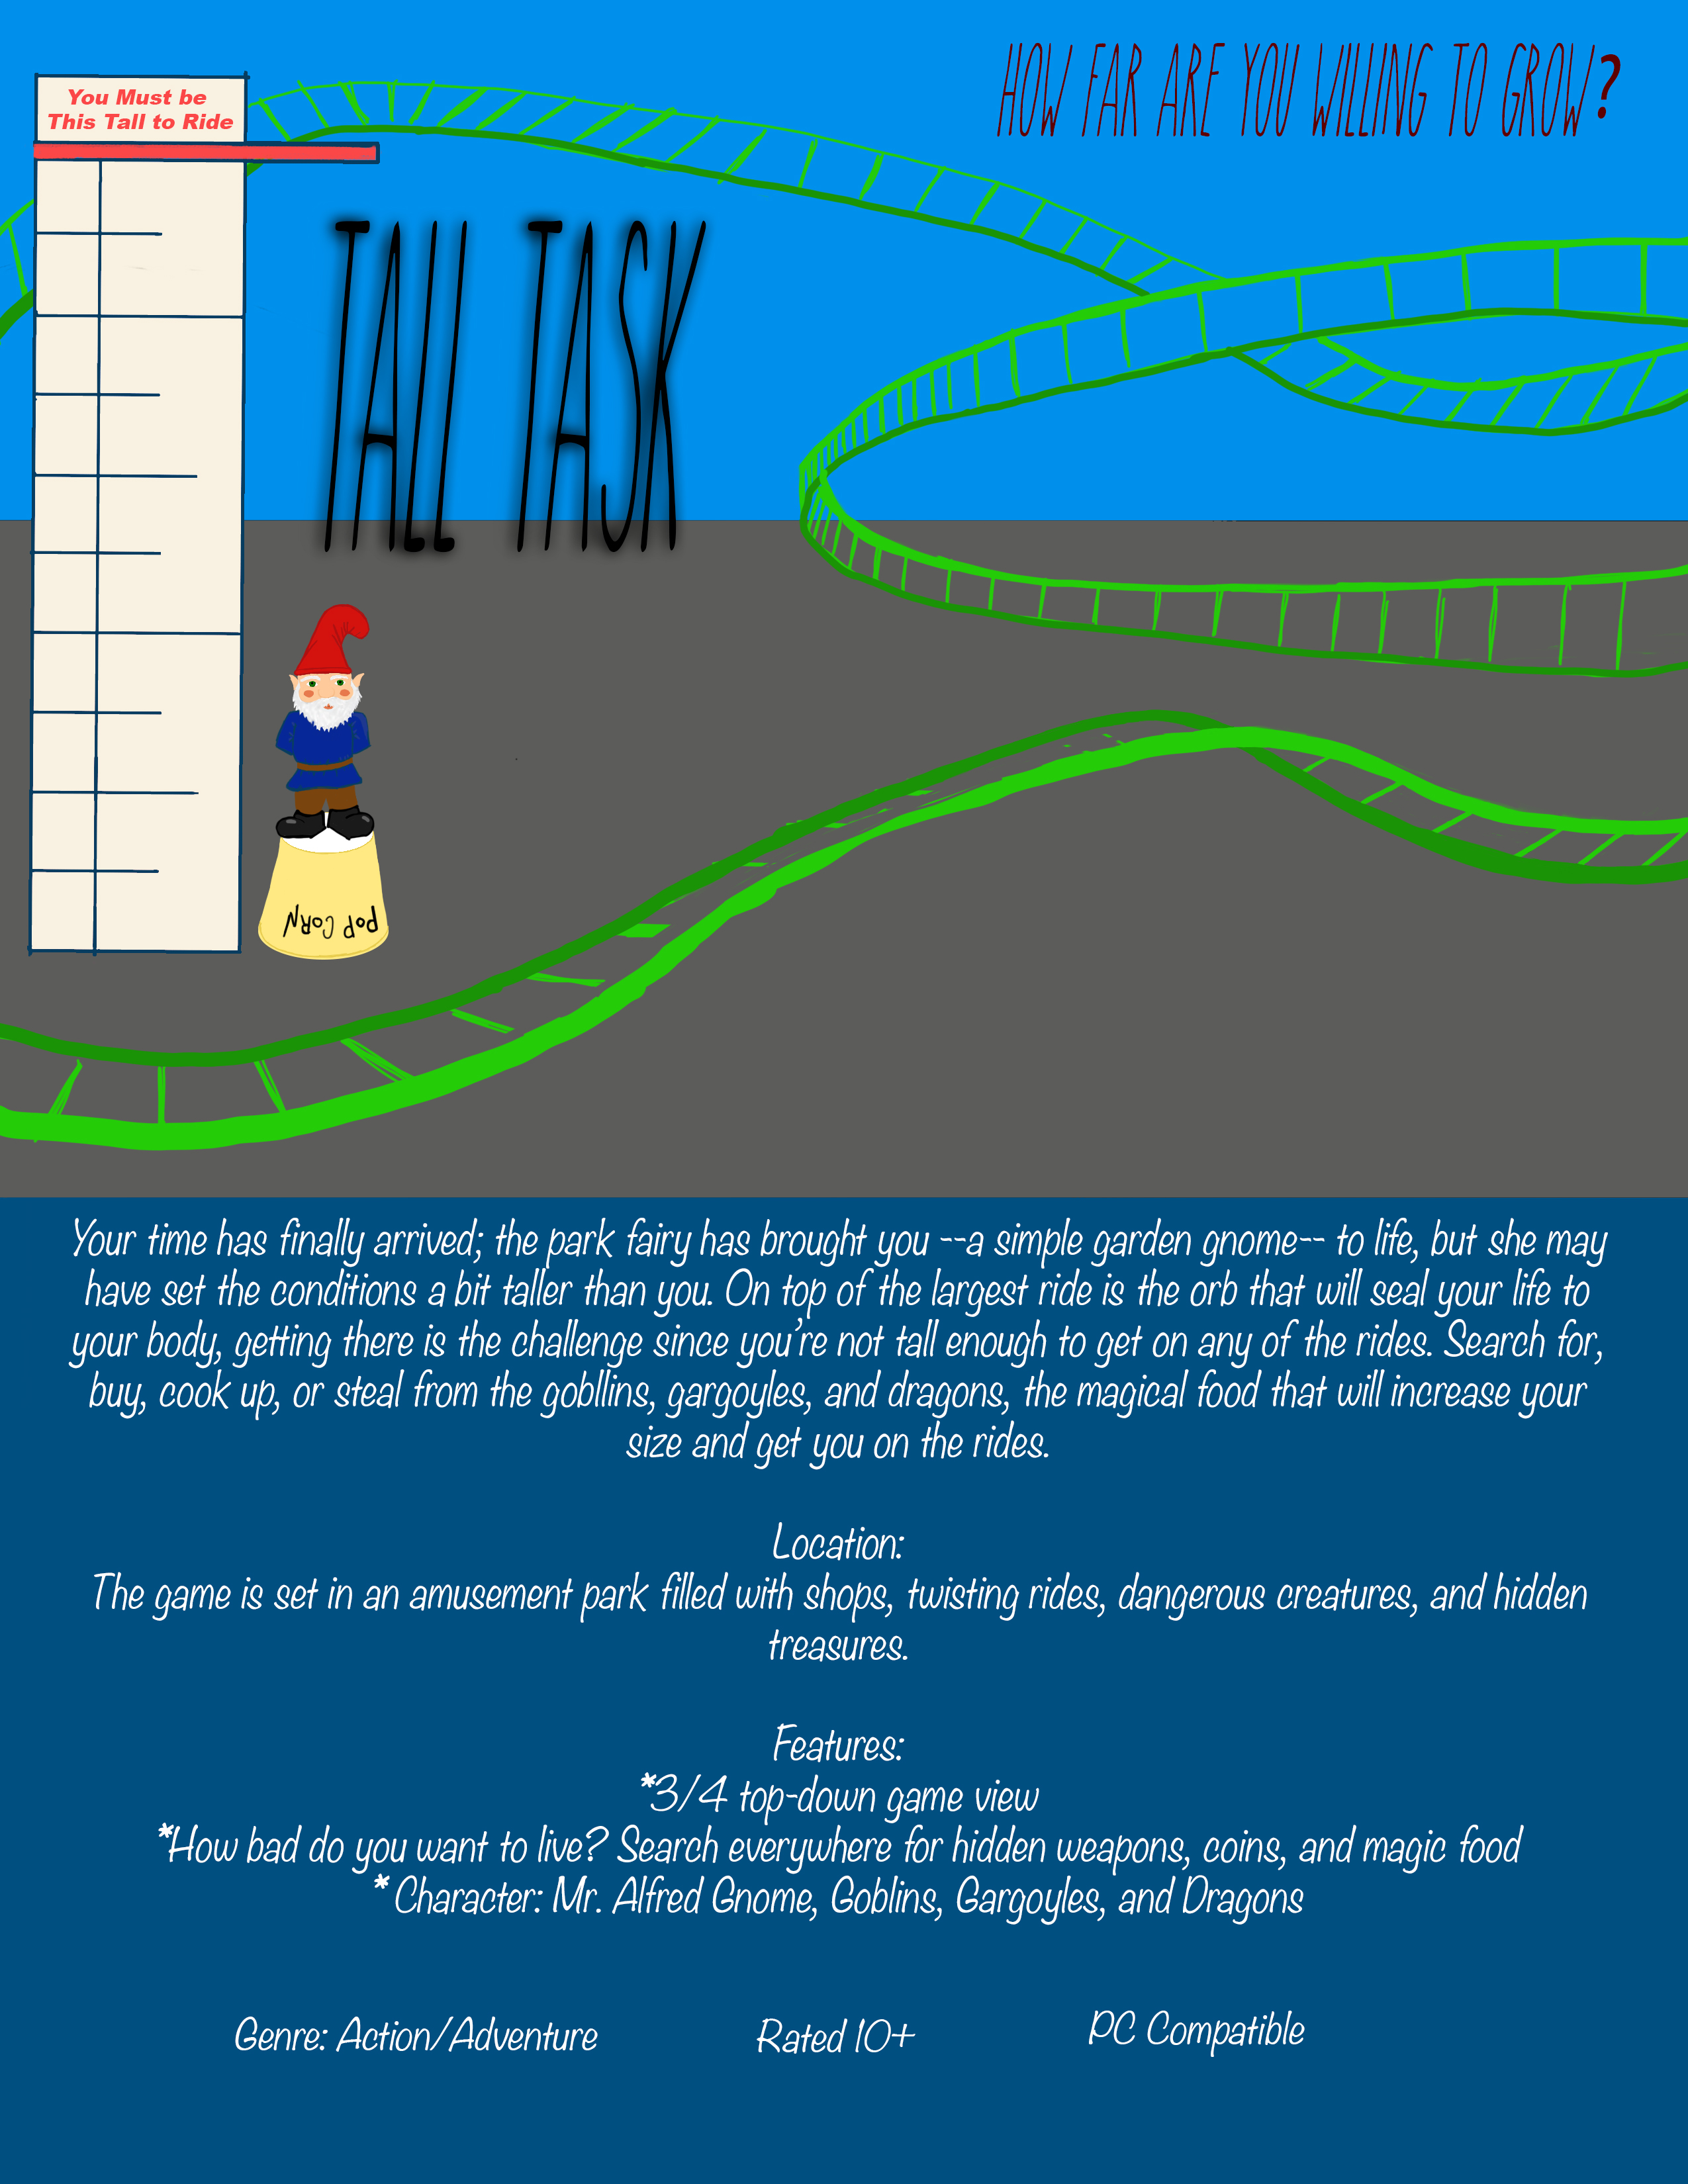 HOW FAR ARE YOU WILLING TO GROW?
You Must be
This Tall to Ride
TALL TASK
POP CORN
Your time has finally arrived; the park fairy has brought you --a simple garden gnome-- to life, but she may
have set the conditions a bit taller than you. On top of the largest ride is the orb that will seal your life to
your body, getting there is the challenge since you're not tall enough to get on any of the rides. Search for,
buy, cook up, or steal from the gobllins, gargoyles, and dragons, the magical food that will increase your
size and get you on the rides.
Location:
The game is set in an amusement park filled with shops, twisting rides, dangerous creatures, and hidden
treasures.
Features:
*3/4 top-down game view
*How bad do you want to live? Search everywhere for hidden weapons, coins, and magic food
* Character: Mr. Alfred Gnome, Goblins, Gargoyles, and Dragons
Genre: Action/Adventure Rated 10+ PC Compatible